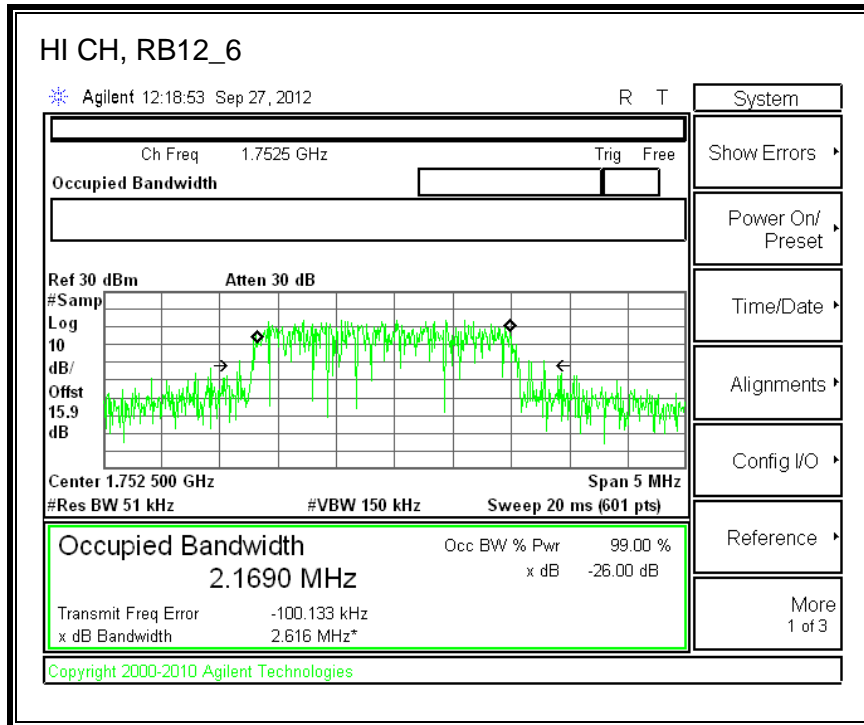 HI CH, RB12_6
Agilent 12:18:53 Sep 27, 2012 R T
Ch Freq 1.7525 GHz Trig Free
Occupied Bandwidth
Ref 30 dBm Atten 30 dB
#Samp
Log
10
dB/
Offst
15.9
dB
Center 1.752 500 GHz Span 5 MHz
#Res BW 51 kHz #VBW 150 kHz Sweep 20 ms (601 pts)
Occupied Bandwidth Occ BW % Pwr 99.00 %
2.1690 MHz x dB -26.00 dB
Transmit Freq Error -100.133 kHz
x dB Bandwidth 2.616 MHz*
Copyright 2000-2010 Agilent Technologies
System
Show Errors
Power On/
Preset
Time/Date
Alignments
Config I/O
Reference
More
1 of 3